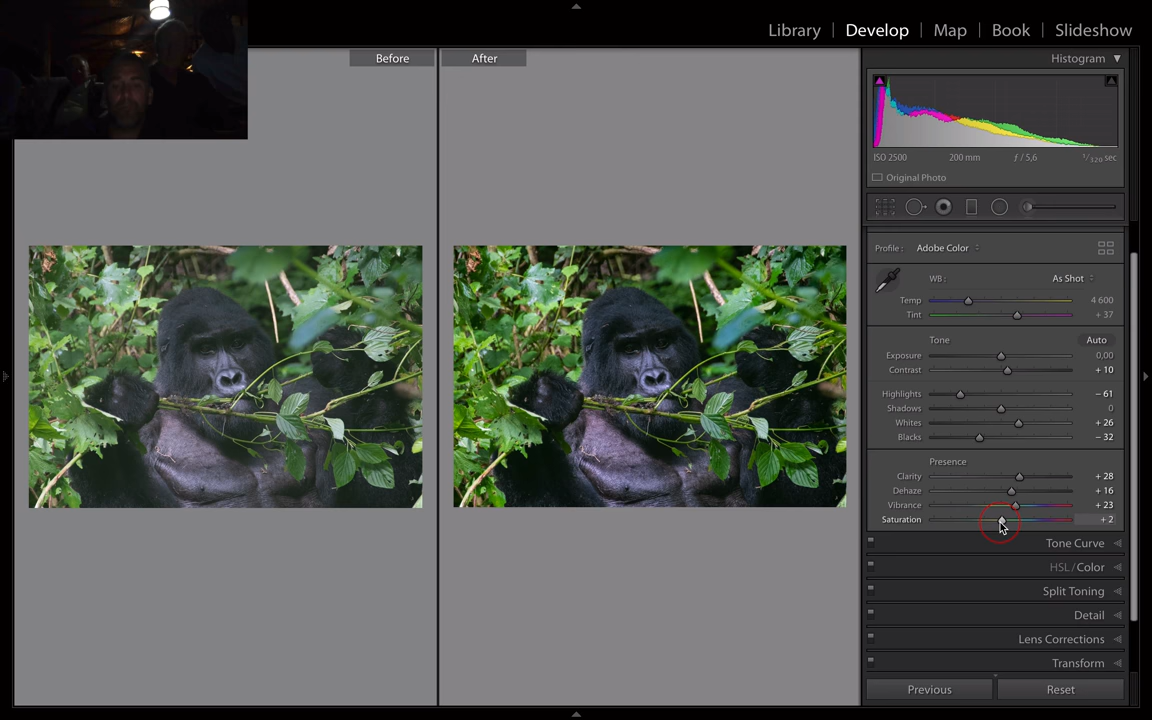 Library | Develop | Map | Book | Slideshow
Before
After
Histogram
ISO 2500 200 mm ƒ / 5,6 1/320 sec
Original Photo
Profile : Adobe Color
WB : As Shot
Temp 4 600
Tint + 37
Tone Auto
Exposure 0,00
Contrast + 10
Highlights − 61
Shadows 0
Whites + 26
Blacks − 32
Presence
Clarity + 28
Dehaze + 16
Vibrance + 23
Saturation + 2
Tone Curve
HSL / Color
Split Toning
Detail
Lens Corrections
Transform
Previous Reset